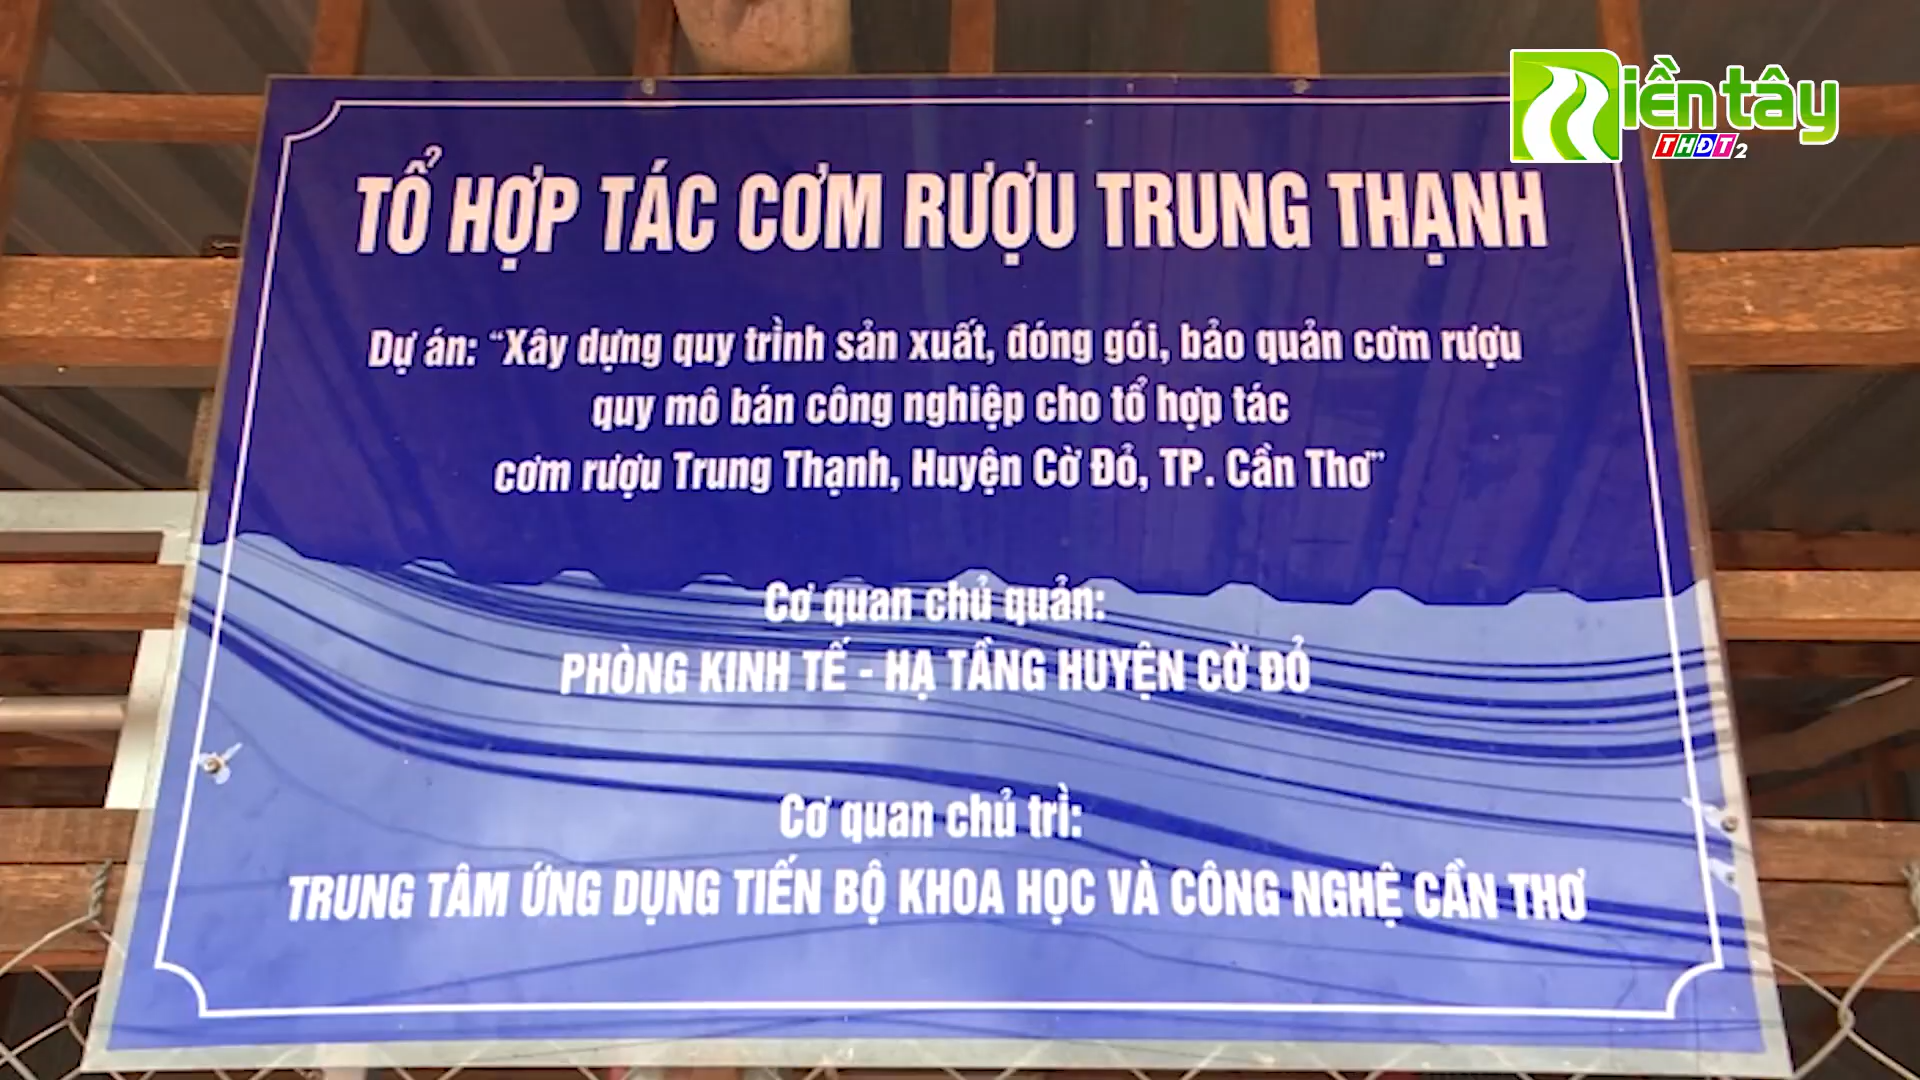 miền tây
THĐT2
TỔ HỢP TÁC CƠM RƯỢU TRUNG THẠNH
Dự án: “Xây dựng quy trình sản xuất, đóng gói, bảo quản cơm rượu
quy mô bán công nghiệp cho tổ hợp tác
cơm rượu Trung Thạnh, Huyện Cờ Đỏ, TP. Cần Thơ”
Cơ quan chủ quản:
PHÒNG KINH TẾ - HẠ TẦNG HUYỆN CỜ ĐỎ
Cơ quan chủ trì:
TRUNG TÂM ỨNG DỤNG TIẾN BỘ KHOA HỌC VÀ CÔNG NGHỆ CẦN THƠ